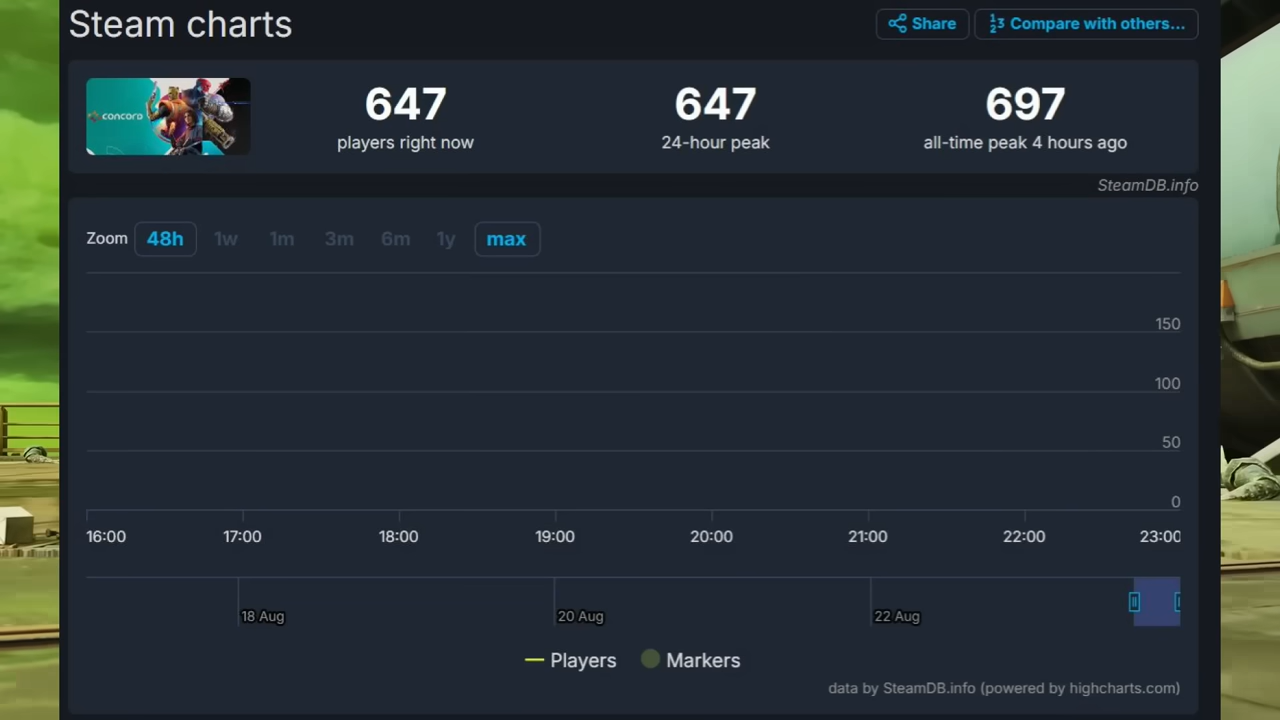 Steam charts
Share
Compare with others...
concord
647
players right now
647
24-hour peak
697
all-time peak 4 hours ago
SteamDB.info
Zoom 48h 1w 1m 3m 6m 1y max
150
100
50
0
16:00 17:00 18:00 19:00 20:00 21:00 22:00 23:00
18 Aug 20 Aug 22 Aug
Players Markers
data by SteamDB.info (powered by highcharts.com)